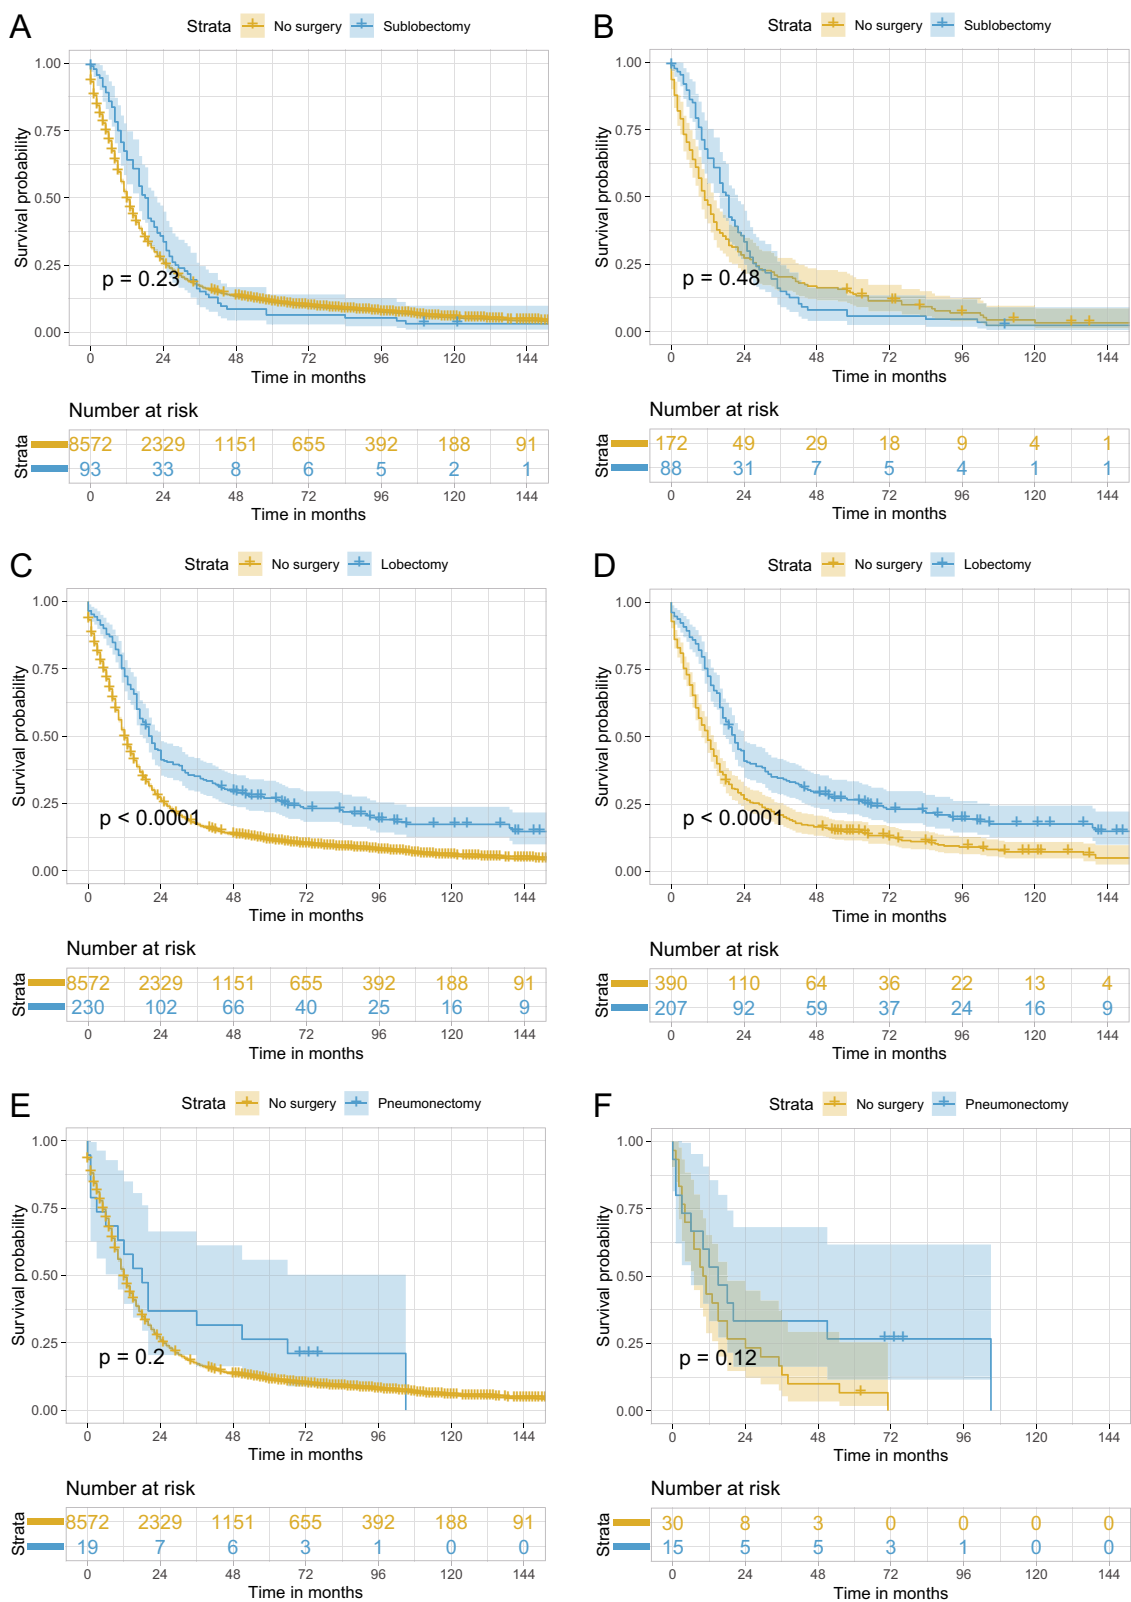 A
Strata No surgery Sublobectomy
Survival probability
1.00
0.75
0.50
0.25
0.00
p = 0.23
0 24 48 72 96 120 144
Time in months
Number at risk
Strata
8572 2329 1151 655 392 188 91
93 33 8 6 5 2 1
0 24 48 72 96 120 144
Time in months
B
Strata No surgery Sublobectomy
Survival probability
1.00
0.75
0.50
0.25
0.00
p = 0.48
0 24 48 72 96 120 144
Time in months
Number at risk
Strata
172 49 29 18 9 4 1
88 31 7 5 4 1 1
0 24 48 72 96 120 144
Time in months
C
Strata No surgery Lobectomy
Survival probability
1.00
0.75
0.50
0.25
0.00
p < 0.0001
0 24 48 72 96 120 144
Time in months
Number at risk
Strata
8572 2329 1151 655 392 188 91
230 102 66 40 25 16 9
0 24 48 72 96 120 144
Time in months
D
Strata No surgery Lobectomy
Survival probability
1.00
0.75
0.50
0.25
0.00
p < 0.0001
0 24 48 72 96 120 144
Time in months
Number at risk
Strata
390 110 64 36 22 13 4
207 92 59 37 24 16 9
0 24 48 72 96 120 144
Time in months
E
Strata No surgery Pneumonectomy
Survival probability
1.00
0.75
0.50
0.25
0.00
p = 0.2
0 24 48 72 96 120 144
Time in months
Number at risk
Strata
8572 2329 1151 655 392 188 91
19 7 6 3 1 0 0
0 24 48 72 96 120 144
Time in months
F
Strata No surgery Pneumonectomy
Survival probability
1.00
0.75
0.50
0.25
0.00
p = 0.12
0 24 48 72 96 120 144
Time in months
Number at risk
Strata
30 8 3 0 0 0 0
15 5 5 3 1 0 0
0 24 48 72 96 120 144
Time in months